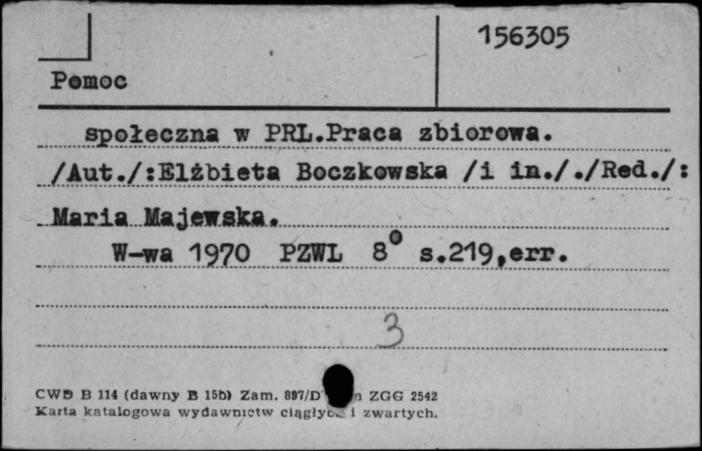 156305
Pomoc
społeczna w PRL.Praca zbiorowa.
/Aut./:Elżbieta Boczkowska /i in./,/Red./:
Maria Majewska.
W-wa 1970 PZWL 8° s.219,err.
3
CWD B 114 (dawny B 15b) Zam. 897/D ZGG 2542
Karta katalogowa wydawnictw i zwartych.